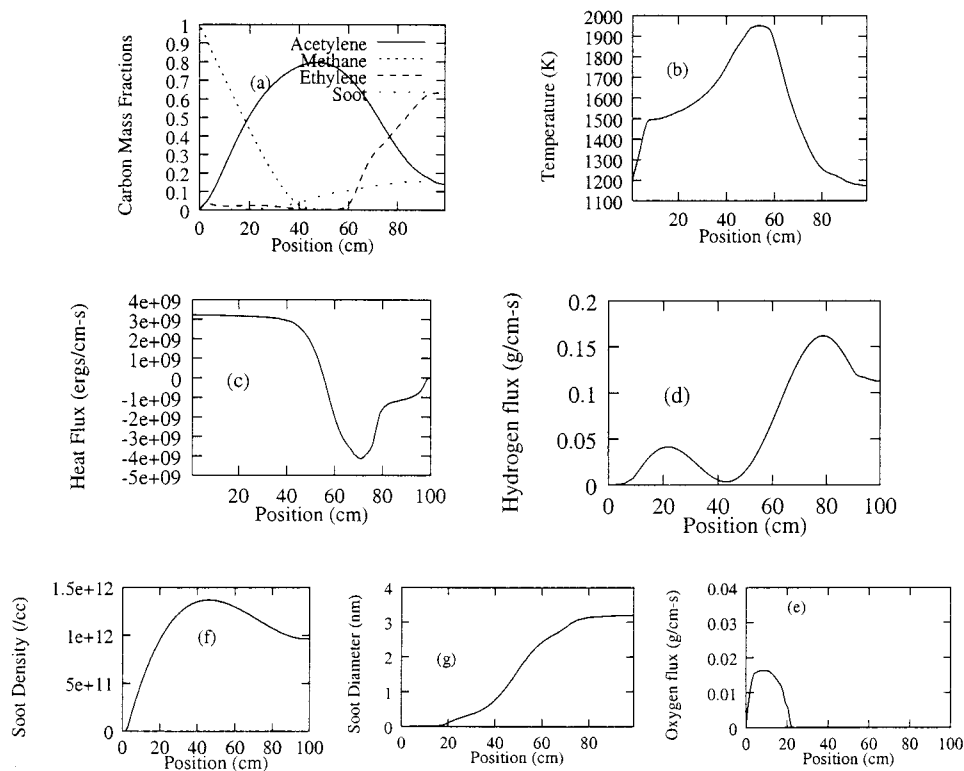 1
0.9
0.8
0.7
0.6
0.5
0.4
0.3
0.2
0.1
0
Carbon Mass Fractions
Acetylene
Methane
Ethylene
Soot
(a)
0 20 40 60 80
Position (cm)
2000
1900
1800
1700
1600
1500
1400
1300
1200
1100
Temperature (K)
(b)
20 40 60 80
Position (cm)
4e+09
3e+09
2e+09
1e+09
0
-1e+09
-2e+09
-3e+09
-4e+09
-5e+09
Heat Flux (ergs/cm-s)
(c)
20 40 60 80 100
Position (cm)
0.2
0.15
0.1
0.05
0
Hydrogen flux (g/cm-s)
(d)
0 20 40 60 80 100
Position (cm)
1.5e+12
1e+12
5e+11
0
Soot Density (/cc)
(f)
0 20 40 60 80 100
Position (cm)
4
3
2
1
0
Soot Diameter (nm)
(g)
0 20 40 60 80
Position (cm)
0.04
0.03
0.02
0.01
0
Oxygen flux (g/cm-s)
(e)
0 20 40 60 80 100
Position (cm)